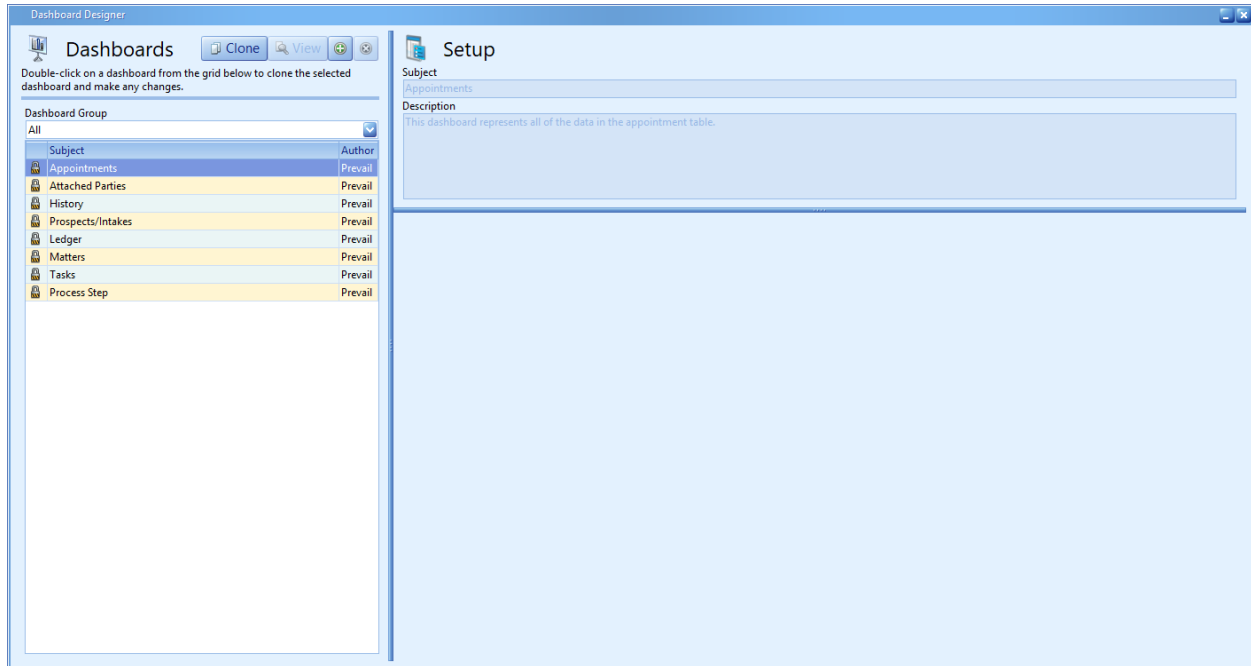 Dashboard Designer
Dashboards
Clone
View
Double-click on a dashboard from the grid below to clone the selected
dashboard and make any changes.
Dashboard Group
All
Subject Author
Appointments Prevail
Attached Parties Prevail
History Prevail
Prospects/Intakes Prevail
Ledger Prevail
Matters Prevail
Tasks Prevail
Process Step Prevail
Setup
Subject
Appointments
Description
This dashboard represents all of the data in the appointment table.